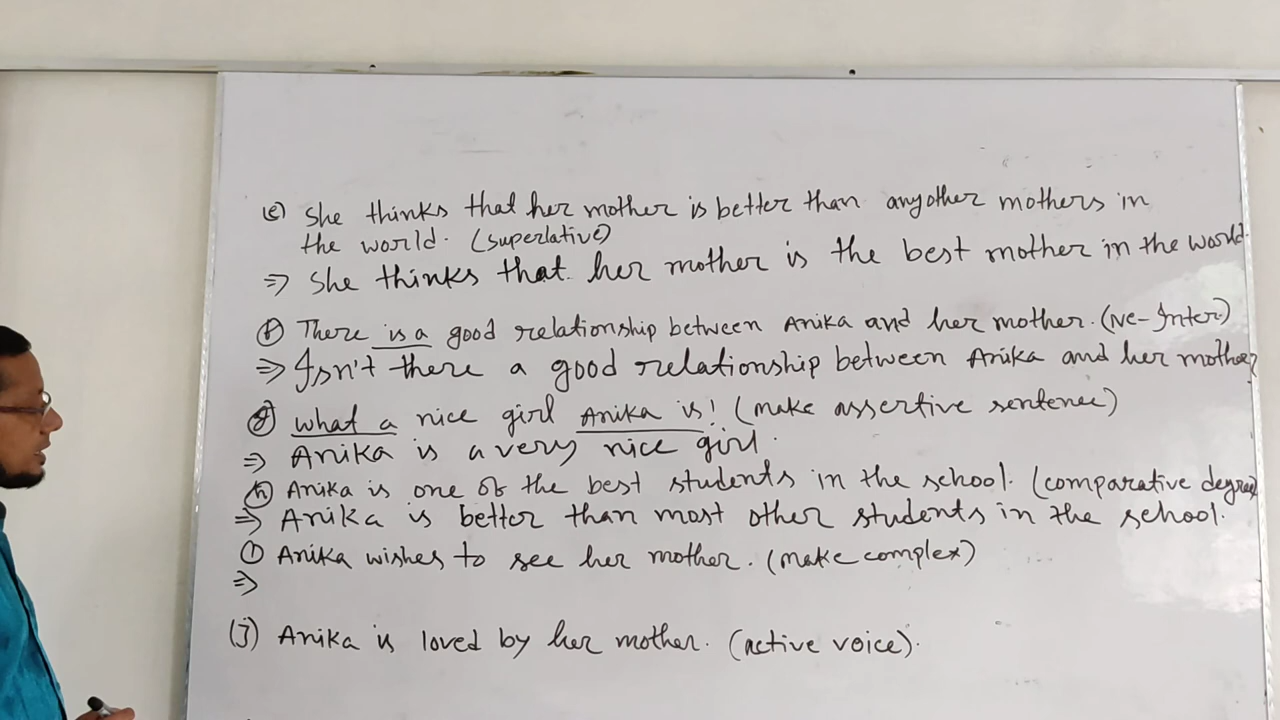 (e) She thinks that her mother is better than anyother mothers in
the world. (superlative)
⇒ She thinks that her mother is the best mother in the world.
(f) There is a good relationship between Anika and her mother. (Ne-Inter)
⇒ Isn't there a good relationship between Anika and her mother?
(g) what a nice girl Anika is! (make assertive sentence)
⇒ Anika is a very nice girl.
(h) Anika is one of the best students in the school. (comparative degree)
⇒ Anika is better than most other students in the school.
(i) Anika wishes to see her mother. (make complex)
⇒
(j) Anika is loved by her mother. (active voice).